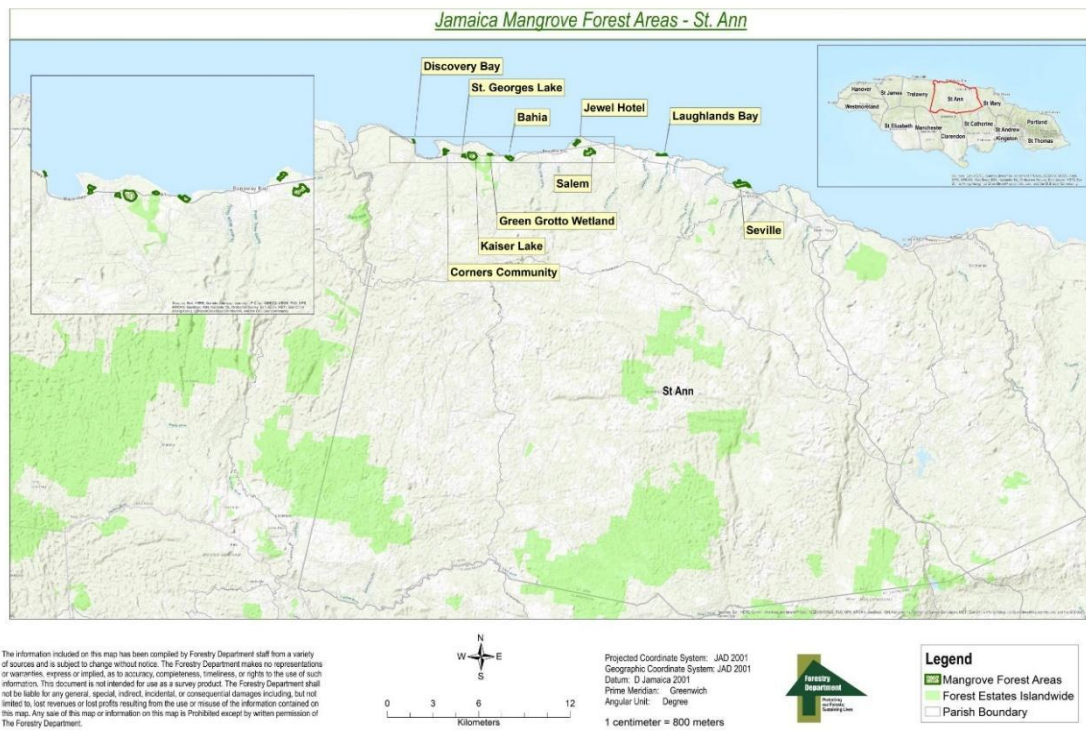 Jamaica Mangrove Forest Areas - St. Ann
Discovery Bay
St. Georges Lake
Bahia
Jewel Hotel
Laughlands Bay
Salem
Green Grotto Wetland
Seville
Kaiser Lake
Corners Community
St Ann
Hanover
St James
Trelawny
St Ann
St Mary
Westmoreland
St Elizabeth
Manchester
Clarendon
St Catherine
St Andrew
Kingston
Portland
St Thomas
The information included on this map has been compiled by Forestry Department staff from a variety
of sources and is subject to change without notice. The Forestry Department makes no representations
or warranties, express or implied, as to accuracy, completeness, timeliness, or rights to the use of such
information. This document is not intended for use as a survey product. The Forestry Department shall
not be liable for any general, special, indirect, incidental, or consequential damages including, but not
limited to, lost revenues or lost profits resulting from the use or misuse of the information contained on
this map. Any sale of this map or information on this map is Prohibited except by written permission of
The Forestry Department.
N
W E
S
0 3 6 12
Kilometers
Projected Coordinate System: JAD 2001
Geographic Coordinate System: JAD 2001
Datum: D Jamaica 2001
Prime Meridian: Greenwich
Angular Unit: Degree
1 centimeter = 800 meters
Forestry
Department
Protecting
our Forests
Sustaining Lives
Legend
Mangrove Forest Areas
Forest Estates Islandwide
Parish Boundary